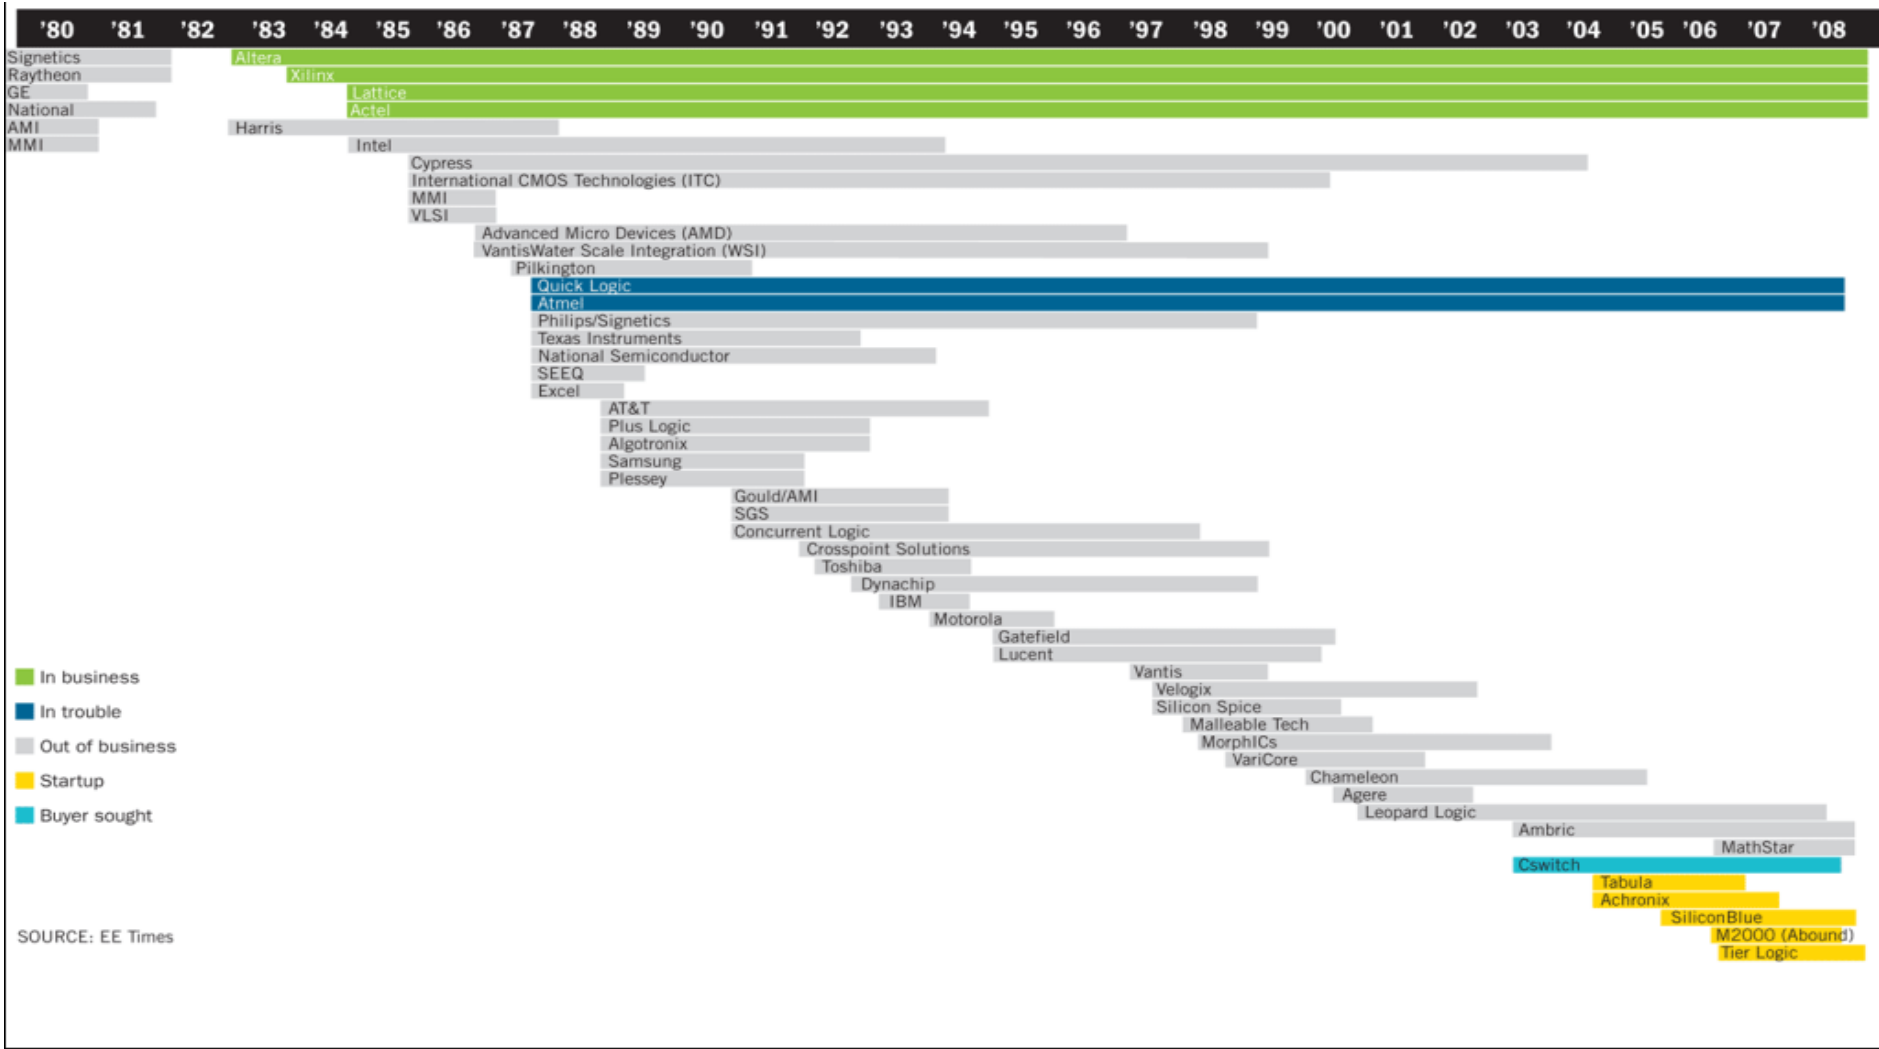 ’80 ’81 ’82 ’83 ’84 ’85 ’86 ’87 ’88 ’89 ’90 ’91 ’92 ’93 ’94 ’95 ’96 ’97 ’98 ’99 ’00 ’01 ’02 ’03 ’04 ’05 ’06 ’07 ’08
Signetics Altera
Raytheon Xilinx
GE Lattice
National Actel
AMI Harris
MMI Intel
Cypress
International CMOS Technologies (ITC)
MMI
VLSI
Advanced Micro Devices (AMD)
VantisWater Scale Integration (WSI)
Pilkington
Quick Logic
Atmel
Philips/Signetics
Texas Instruments
National Semiconductor
SEEQ
Excel
AT&T
Plus Logic
Algotronix
Samsung
Plessey
Gould/AMI
SGS
Concurrent Logic
Crosspoint Solutions
Toshiba
Dynachip
IBM
Motorola
Gatefield
Lucent
Vantis
Velogix
Silicon Spice
Malleable Tech
MorphICs
VariCore
Chameleon
Agere
Leopard Logic
Ambric
MathStar
Cswitch
Tabula
Achronix
SiliconBlue
M2000 (Abound)
Tier Logic
In business
In trouble
Out of business
Startup
Buyer sought
SOURCE: EE Times